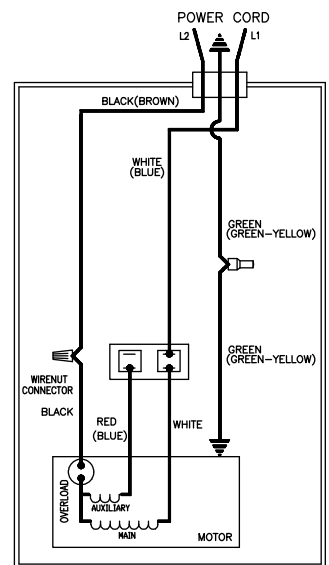 POWER CORD
L2
L1
BLACK(BROWN)
WHITE
(BLUE)
GREEN
(GREEN-YELLOW)
GREEN
(GREEN-YELLOW)
WIRENUT
CONNECTOR
BLACK
RED
(BLUE)
WHITE
OVERLOAD
AUXILIARY
MAIN
MOTOR